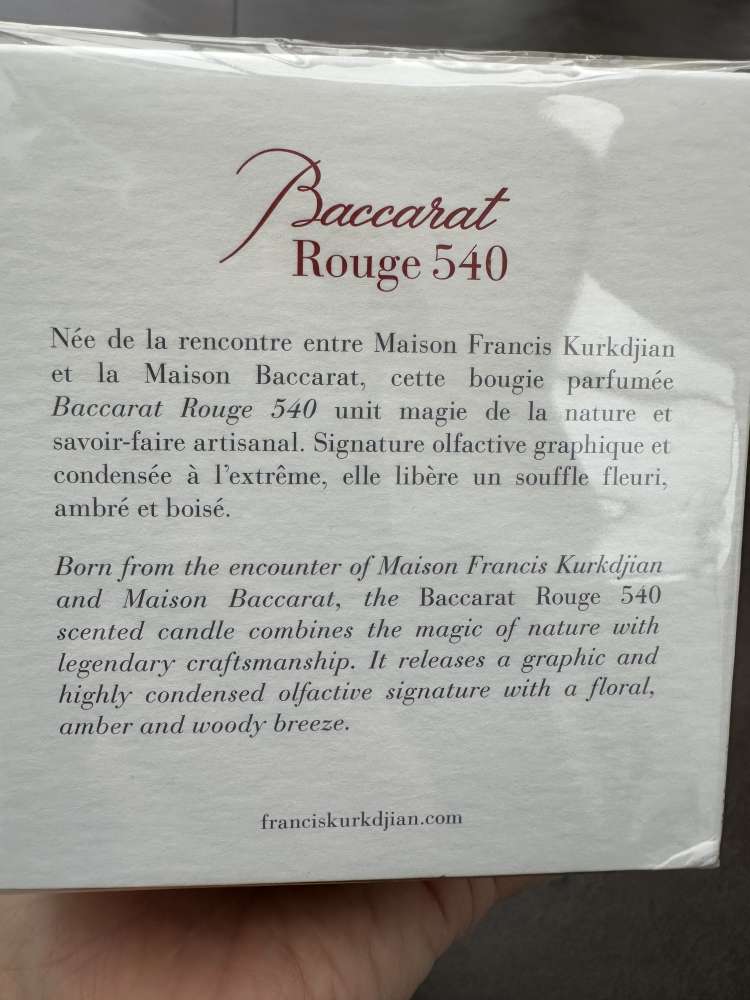 Baccarat
Rouge 540
Née de la rencontre entre Maison Francis Kurkdjian
et la Maison Baccarat, cette bougie parfumée
Baccarat Rouge 540 unit magie de la nature et
savoir-faire artisanal. Signature olfactive graphique et
condensée à l'extrême, elle libère un souffle fleuri,
ambré et boisé.
Born from the encounter of Maison Francis Kurkdjian
and Maison Baccarat, the Baccarat Rouge 540
scented candle combines the magic of nature with
legendary craftsmanship. It releases a graphic and
highly condensed olfactive signature with a floral,
amber and woody breeze.
franciskurkdjian.com